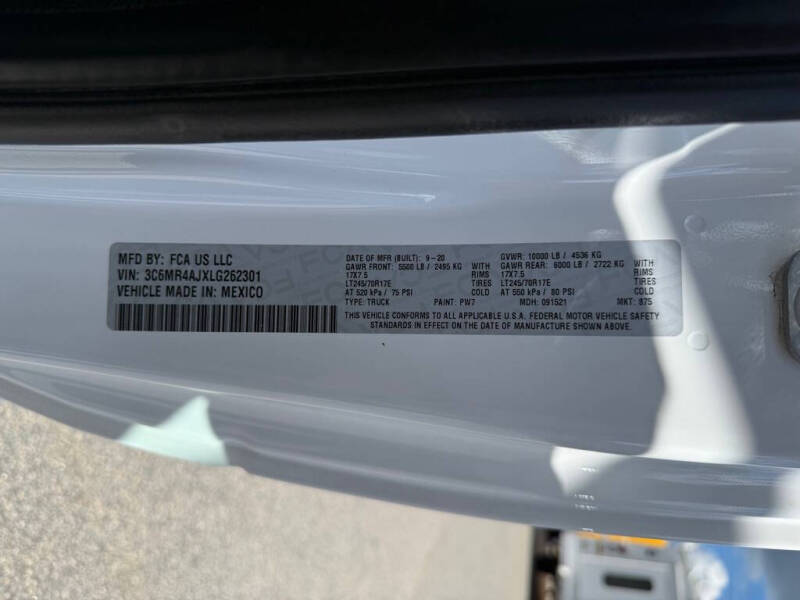 MFD BY: FCA US LLC
VIN: 3C6MR4AJXLG262301
VEHICLE MADE IN: MEXICO
DATE OF MFR (BUILT): 9-20 GVWR: 10000 LB / 4536 KG
GAWR FRONT: 5500 LB / 2495 KG GAWR REAR: 6000 LB / 2722 KG
17X7.5 TIRES 17X7.5 TIRES
LT245/70R17E COLD LT245/70R17E COLD
AT 520 kPa / 75 PSI AT 550 kPa / 80 PSI
TYPE: TRUCK PAINT: PW7 MDH: 091521 MKT: 875
THIS VEHICLE CONFORMS TO ALL APPLICABLE U.S.A. FEDERAL MOTOR VEHICLE SAFETY
STANDARDS IN EFFECT ON THE DATE OF MANUFACTURE SHOWN ABOVE.